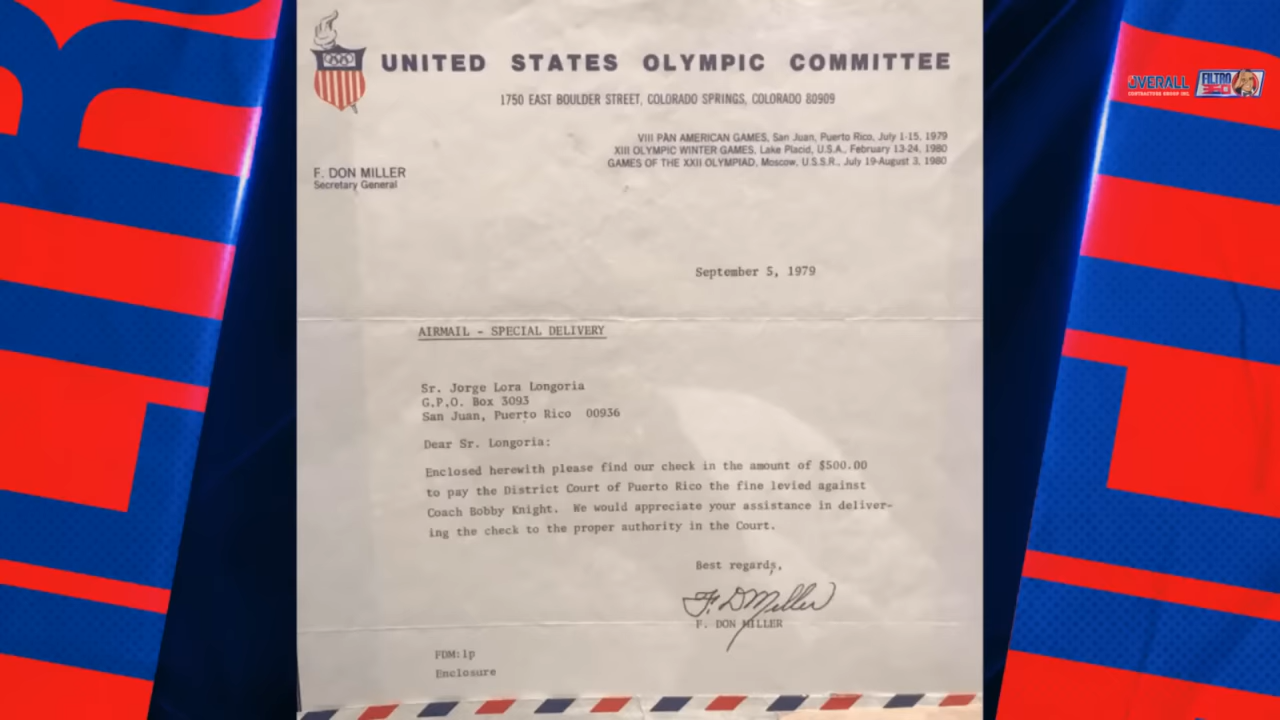 UNITED STATES OLYMPIC COMMITTEE
1750 EAST BOULDER STREET, COLORADO SPRINGS, COLORADO 80909
VIII PAN AMERICAN GAMES, San Juan, Puerto Rico, July 1-15, 1979
XIII OLYMPIC WINTER GAMES, Lake Placid, U.S.A., February 13-24, 1980
GAMES OF THE XXII OLYMPIAD, Moscow, U.S.S.R., July 19-August 3, 1980
F. DON MILLER
Secretary General
September 5, 1979
AIRMAIL - SPECIAL DELIVERY
Sr. Jorge Lora Longoria
G.P.O. Box 3093
San Juan, Puerto Rico 00936
Dear Sr. Longoria:
Enclosed herewith please find our check in the amount of $500.00
to pay the District Court of Puerto Rico the fine levied against
Coach Bobby Knight. We would appreciate your assistance in deliver-
ing the check to the proper authority in the Court.
Best regards,
F. D Miller
F. DON MILLER
FDM:lp
Enclosure
OVERALL
CONTRACTORS GROUP INC.
FILTRO
360